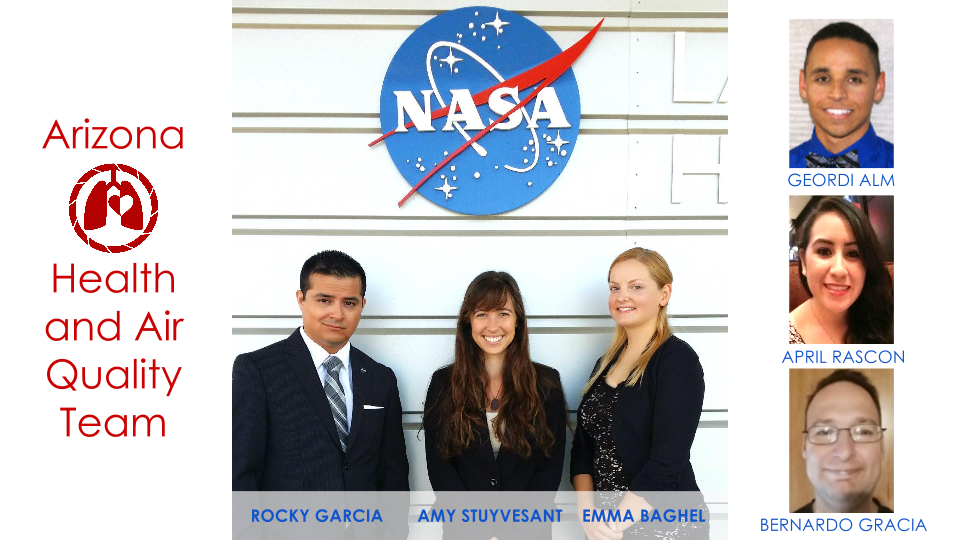 Arizona
Health
and Air
Quality
Team
NASA
LA
H
ROCKY GARCIA
AMY STUYVESANT
EMMA BAGHEL
GEORDI ALM
APRIL RASCON
BERNARDO GRACIA